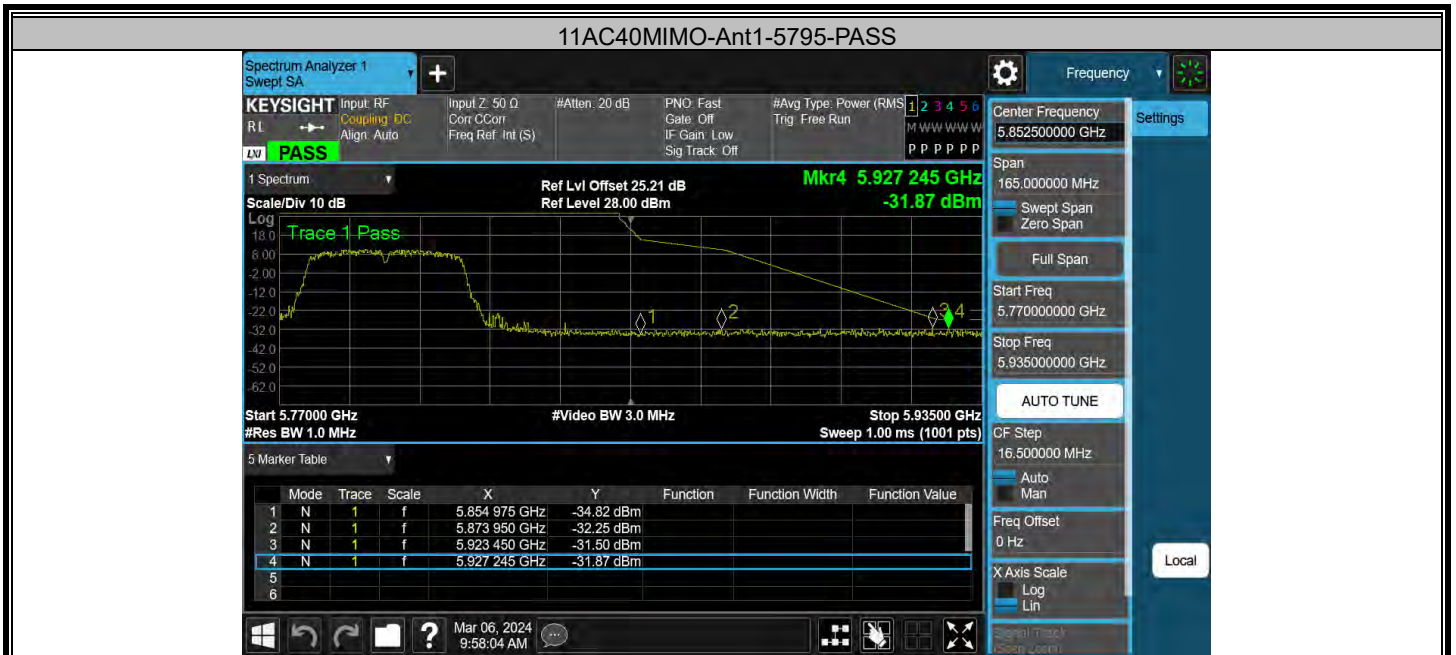 11AC40MIMO-Ant1-5795-PASS
Spectrum Analyzer 1
Swept SA
Frequency
KEYSIGHT
RL
LXI
PASS
Input: RF
Coupling: DC
Align: Auto
Input Z: 50 Ω
Corr CCorr
Freq Ref: Int (S)
#Atten: 20 dB
PNO: Fast
Gate: Off
IF Gain: Low
Sig Track: Off
#Avg Type: Power (RMS
Trig: Free Run
1 2 3 4 5 6
M W W W W W
P P P P P P
1 Spectrum
Scale/Div 10 dB
Ref Lvl Offset 25.21 dB
Ref Level 28.00 dBm
Mkr4 5.927 245 GHz
-31.87 dBm
Log
Trace 1 Pass
18.0
8.00
-2.00
-12.0
-22.0
-32.0
-42.0
-52.0
-62.0
1
2
3
4
Start 5.77000 GHz
#Res BW 1.0 MHz
#Video BW 3.0 MHz
Stop 5.93500 GHz
Sweep 1.00 ms (1001 pts)
5 Marker Table
Mode Trace Scale X Y Function Function Width Function Value
1 N 1 f 5.854 975 GHz -34.82 dBm
2 N 1 f 5.873 950 GHz -32.25 dBm
3 N 1 f 5.923 450 GHz -31.50 dBm
4 N 1 f 5.927 245 GHz -31.87 dBm
5
6
Mar 06, 2024
9:58:04 AM
Center Frequency
5.852500000 GHz
Settings
Span
165.000000 MHz
Swept Span
Zero Span
Full Span
Start Freq
5.770000000 GHz
Stop Freq
5.935000000 GHz
AUTO TUNE
CF Step
16.500000 MHz
Auto
Man
Freq Offset
0 Hz
X Axis Scale
Log
Lin
Local
Signal Track
(Span Zoom)